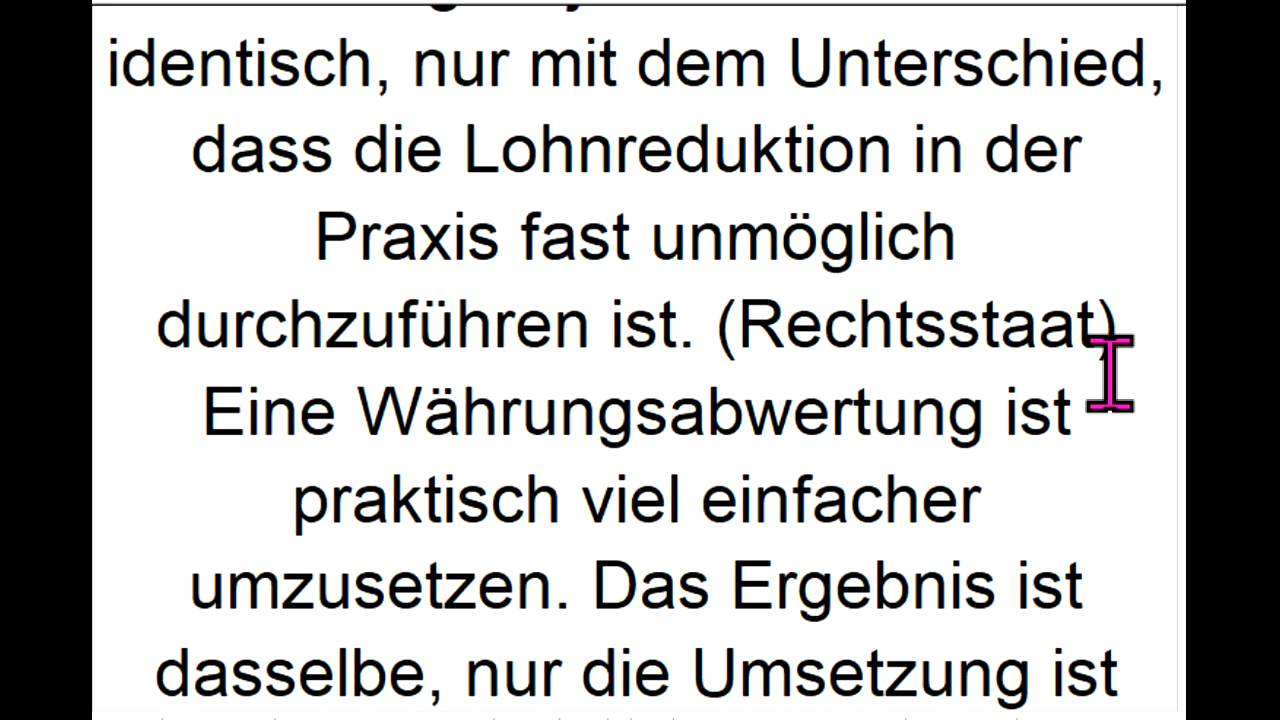 identisch, nur mit dem Unterschied,
dass die Lohnreduktion in der
Praxis fast unmöglich
durchzuführen ist. (Rechtsstaat)
Eine Währungsabwertung ist
praktisch viel einfacher
umzusetzen. Das Ergebnis ist
dasselbe, nur die Umsetzung ist